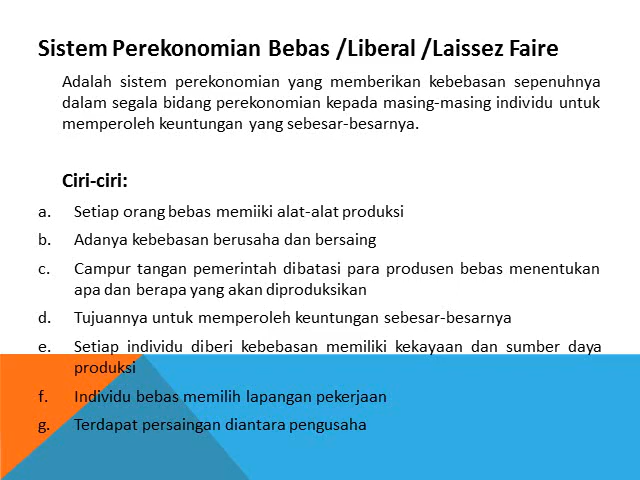 Sistem Perekonomian Bebas /Liberal /Laissez Faire
Adalah sistem perekonomian yang memberikan kebebasan sepenuhnya
dalam segala bidang perekonomian kepada masing-masing individu untuk
memperoleh keuntungan yang sebesar-besarnya.
Ciri-ciri:
a. Setiap orang bebas memiiki alat-alat produksi
b. Adanya kebebasan berusaha dan bersaing
c. Campur tangan pemerintah dibatasi para produsen bebas menentukan
apa dan berapa yang akan diproduksikan
d. Tujuannya untuk memperoleh keuntungan sebesar-besarnya
e. Setiap individu diberi kebebasan memiliki kekayaan dan sumber daya
produksi
f. Individu bebas memilih lapangan pekerjaan
g. Terdapat persaingan diantara pengusaha